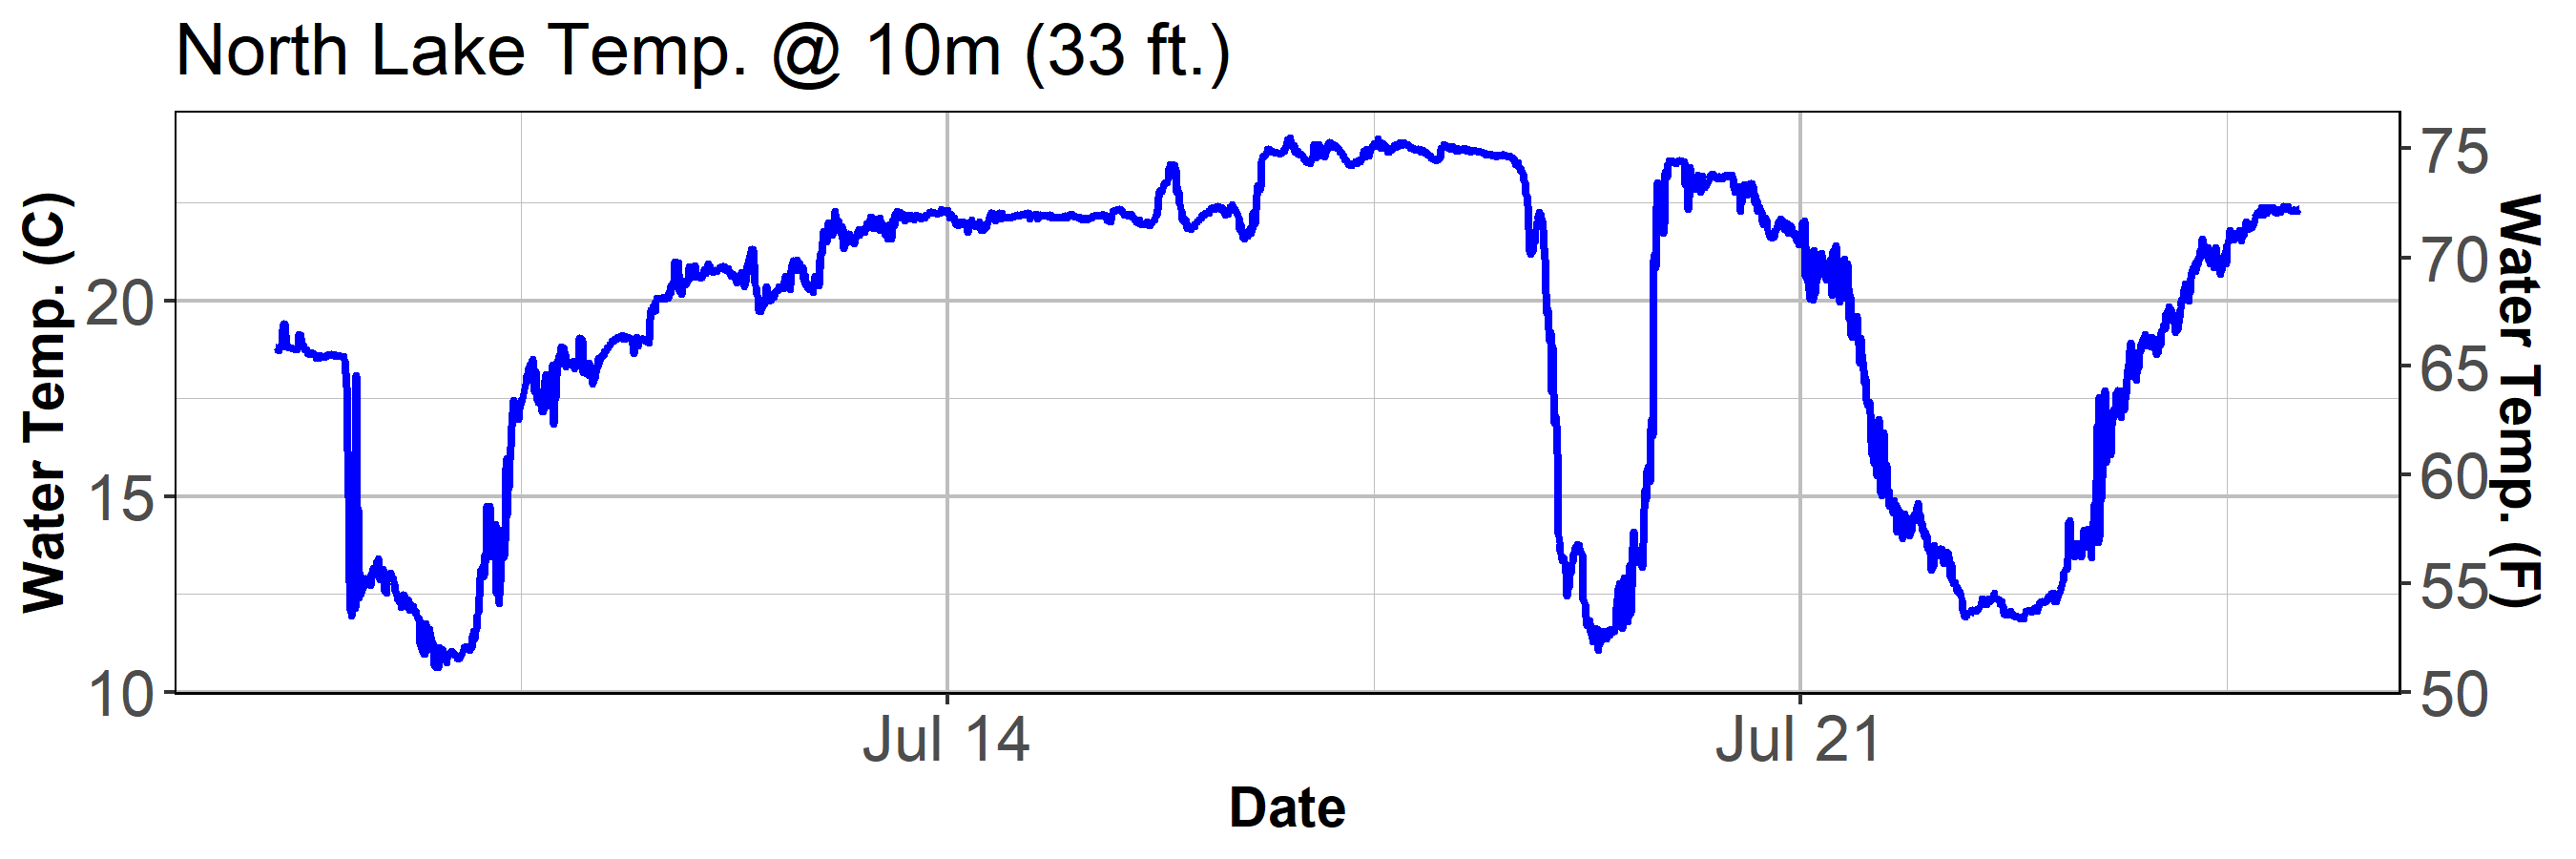 North Lake Temp. @ 10m (33 ft.)
Water Temp. (C)
20
15
10
75
70
65
60
55
50
Water Temp. (F)
Jul 14
Jul 21
Date